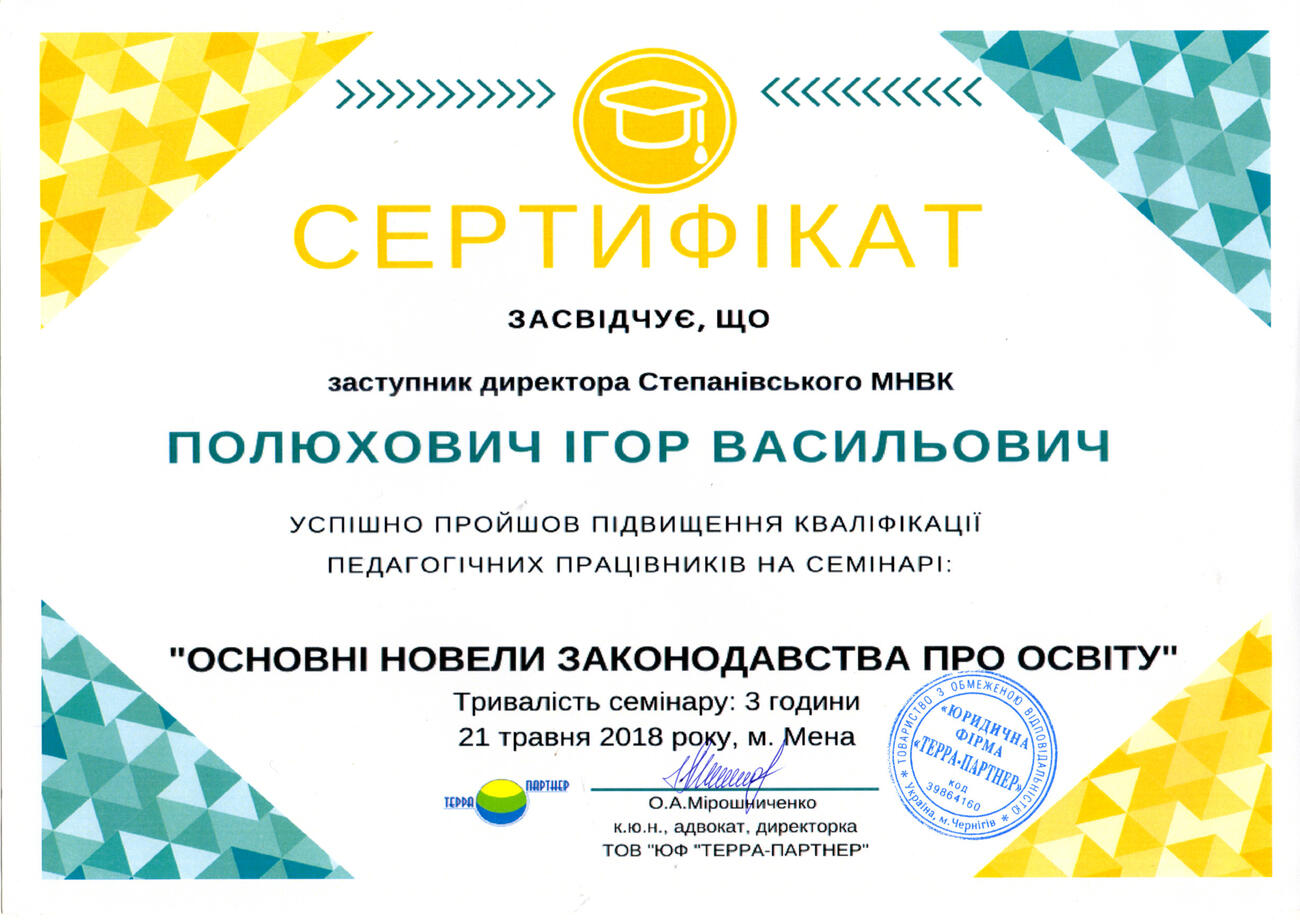 СЕРТИФІКАТ
ЗАСВІДЧУЄ, ЩО
заступник директора Степанівського МНВК
ПОЛЮХОВИЧ ІГОР ВАСИЛЬОВИЧ
УСПІШНО ПРОЙШОВ ПІДВИЩЕННЯ КВАЛІФІКАЦІЇ
ПЕДАГОГІЧНИХ ПРАЦІВНИКІВ НА СЕМІНАРІ:
"ОСНОВНІ НОВЕЛИ ЗАКОНОДАВСТВА ПРО ОСВІТУ"
Тривалість семінару: 3 години
21 травня 2018 року, м. Мена
ТЕРРА ПАРТНЕР
О.А.Мірошниченко
к.ю.н., адвокат, директорка
ТОВ "ЮФ "ТЕРРА-ПАРТНЕР"
ТОВАРИСТВО З ОБМЕЖЕНОЮ ВІДПОВІДАЛЬНІСТЮ
«ЮРИДИЧНА
ФІРМА
«ТЕРРА-ПАРТНЕР»
код
39864160
* Україна, м.Чернігів *